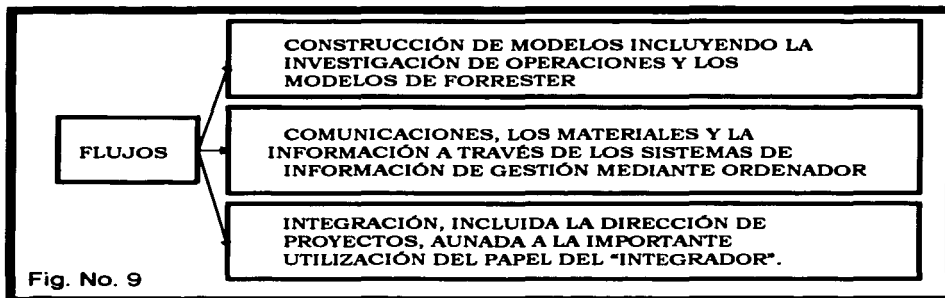 CONSTRUCCIÓN DE MODELOS INCLUYENDO LA
INVESTIGACIÓN DE OPERACIONES Y LOS
MODELOS DE FORRESTER
FLUJOS
COMUNICACIONES, LOS MATERIALES Y LA
INFORMACIÓN A TRAVÉS DE LOS SISTEMAS DE
INFORMACIÓN DE GESTIÓN MEDIANTE ORDENADOR
INTEGRACIÓN, INCLUIDA LA DIRECCIÓN DE
PROYECTOS, AUNADA A LA IMPORTANTE
UTILIZACIÓN DEL PAPEL DEL "INTEGRADOR".
Fig. No. 9